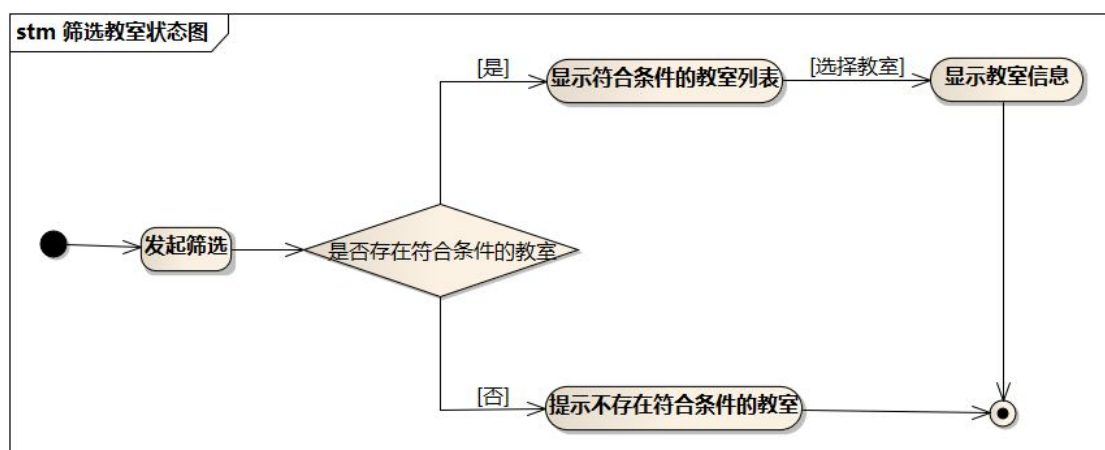 stm 筛选教室状态图
[是]
显示符合条件的教室列表
[选择教室]
显示教室信息
发起筛选
是否存在符合条件的教室
[否]
提示不存在符合条件的教室